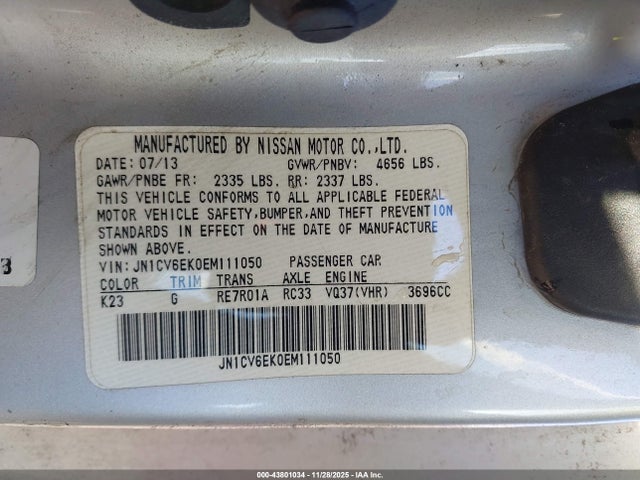 MANUFACTURED BY NISSAN MOTOR CO.,LTD.
DATE: 07/13 GVWR/PNBV: 4656 LBS.
GAWR/PNBE FR: 2335 LBS. RR: 2337 LBS.
THIS VEHICLE CONFORMS TO ALL APPLICABLE FEDERAL
MOTOR VEHICLE SAFETY,BUMPER,AND THEFT PREVENTION
STANDARDS IN EFFECT ON THE DATE OF MANUFACTURE
SHOWN ABOVE.
VIN: JN1CV6EK0EM111050 PASSENGER CAR
COLOR TRIM TRANS AXLE ENGINE
K23 G RE7R01A RC33 VQ37(VHR) 3696CC
JN1CV6EK0EM111050
000-43801034 - 11/28/2025 - IAA, Inc.